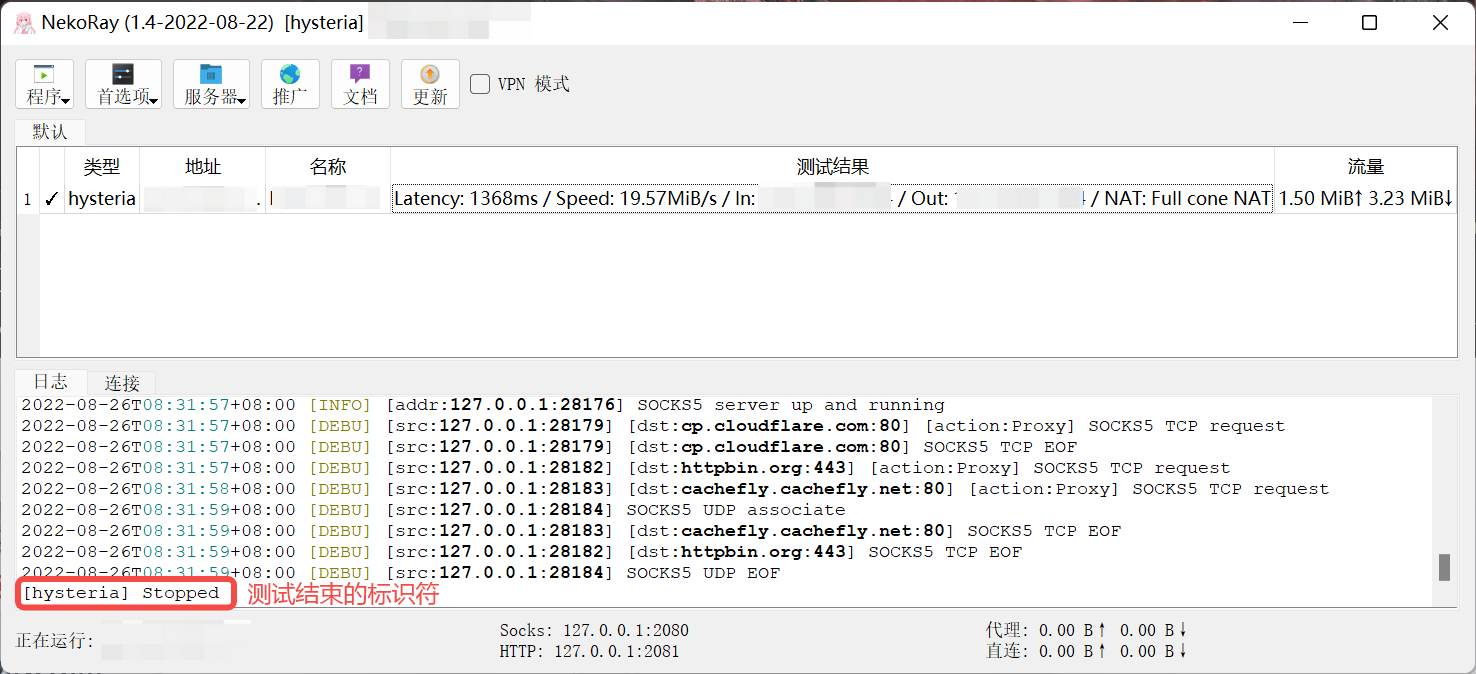 NekoRay (1.4-2022-08-22) [hysteria]
程序 首选项 服务器 推广 文档 更新 VPN 模式
默认
类型 地址 名称 测试结果 流量
1 ✓ hysteria . Latency: 1368ms / Speed: 19.57MiB/s / In: / Out: / NAT: Full cone NAT 1.50 MiB↑ 3.23 MiB↓
日志 连接
2022-08-26T08:31:57+08:00 [INFO] [addr:127.0.0.1:28176] SOCKS5 server up and running
2022-08-26T08:31:57+08:00 [DEBU] [src:127.0.0.1:28179] [dst:cp.cloudflare.com:80] [action:Proxy] SOCKS5 TCP request
2022-08-26T08:31:57+08:00 [DEBU] [src:127.0.0.1:28179] [dst:cp.cloudflare.com:80] SOCKS5 TCP EOF
2022-08-26T08:31:57+08:00 [DEBU] [src:127.0.0.1:28182] [dst:httpbin.org:443] [action:Proxy] SOCKS5 TCP request
2022-08-26T08:31:58+08:00 [DEBU] [src:127.0.0.1:28183] [dst:cachefly.cachefly.net:80] [action:Proxy] SOCKS5 TCP request
2022-08-26T08:31:59+08:00 [DEBU] [src:127.0.0.1:28184] SOCKS5 UDP associate
2022-08-26T08:31:59+08:00 [DEBU] [src:127.0.0.1:28183] [dst:cachefly.cachefly.net:80] SOCKS5 TCP EOF
2022-08-26T08:31:59+08:00 [DEBU] [src:127.0.0.1:28182] [dst:httpbin.org:443] SOCKS5 TCP EOF
2022-08-26T08:31:59+08:00 [DEBU] [src:127.0.0.1:28184] SOCKS5 UDP EOF
[hysteria] Stopped 测试结束的标识符
正在运行:
Socks: 127.0.0.1:2080
HTTP: 127.0.0.1:2081
代理: 0.00 B↑ 0.00 B↓
直连: 0.00 B↑ 0.00 B↓